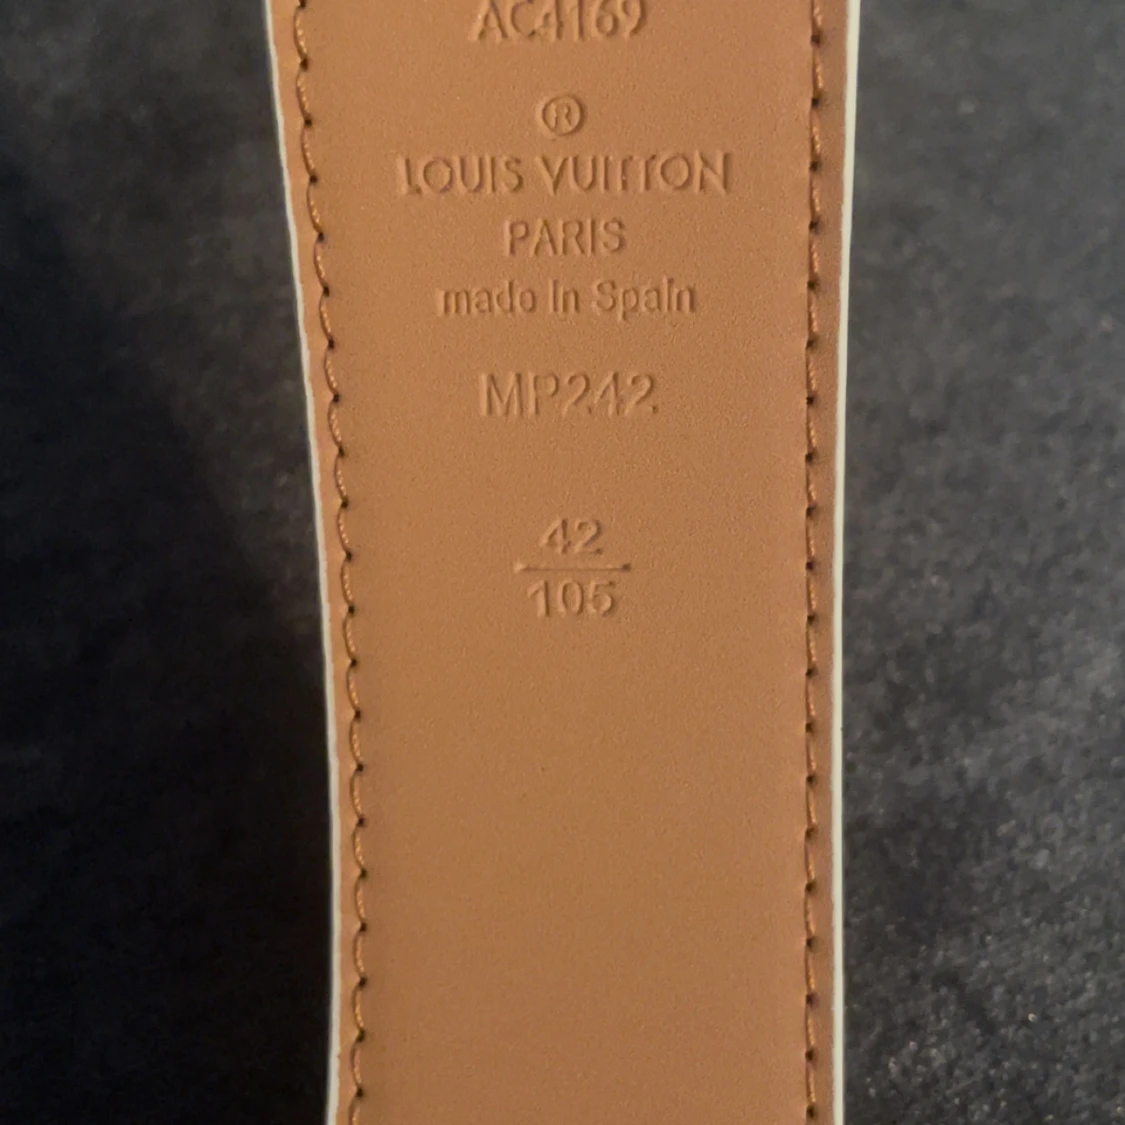 AC4169
®
LOUIS VUITTON
PARIS
made in Spain
MP242
42
105